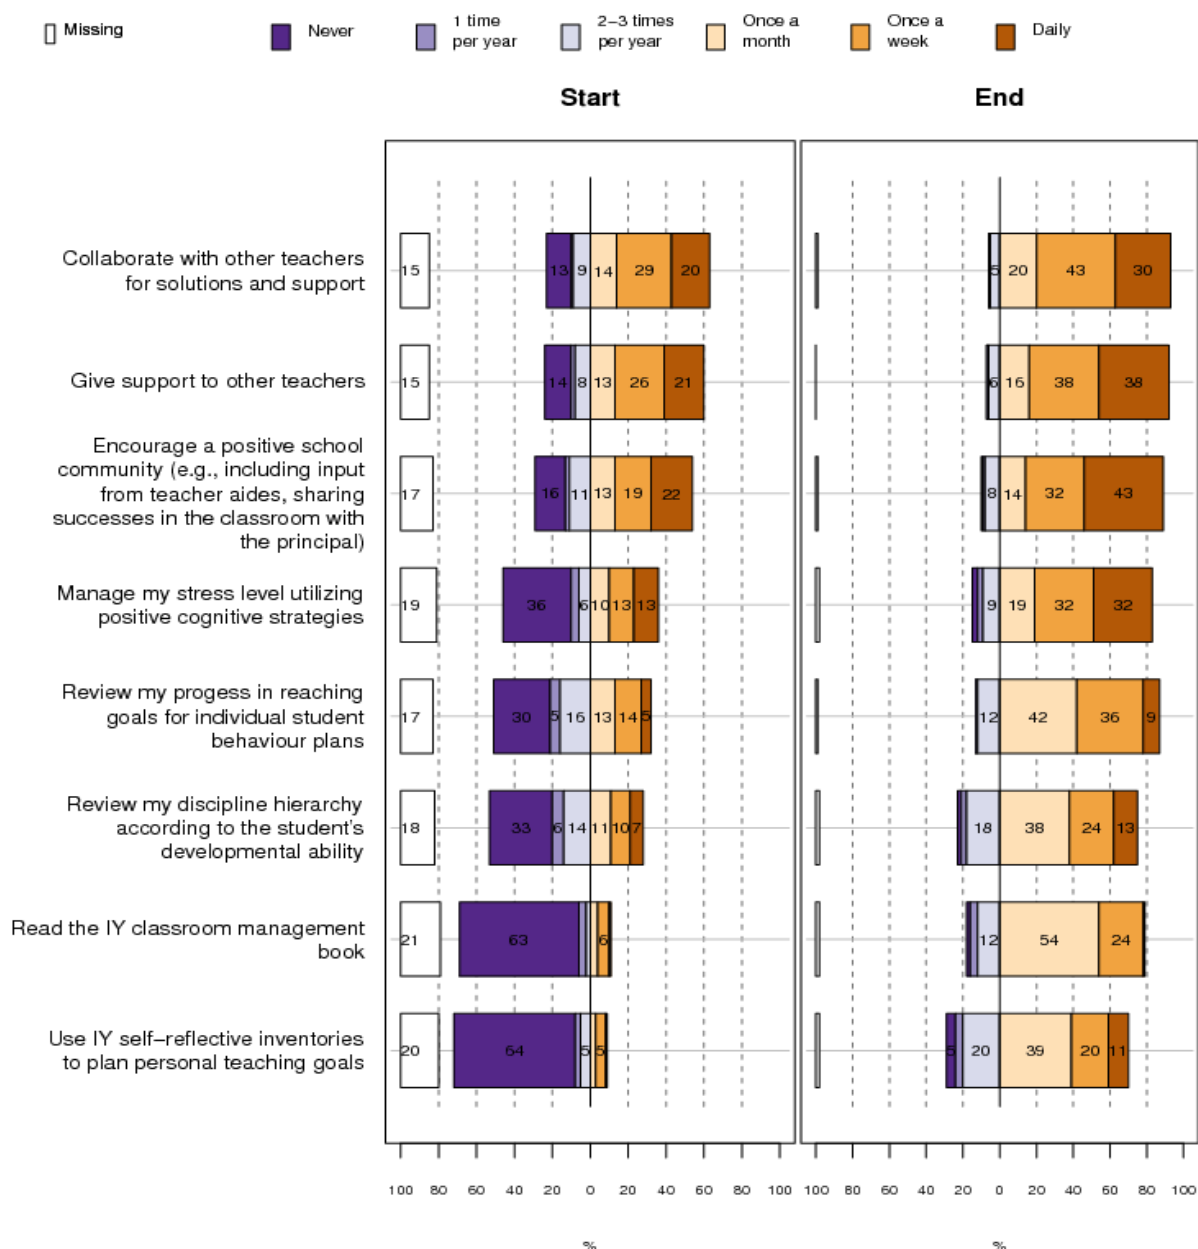 Missing
Never
1 time
per year
2–3 times
per year
Once a
month
Once a
week
Daily
Start
End
Collaborate with other teachers
for solutions and support
15 13 9 14 29 20
5 20 43 30
Give support to other teachers
15 14 8 13 26 21
6 16 38 38
Encourage a positive school
community (e.g., including input
from teacher aides, sharing
successes in the classroom with
the principal)
17 16 11 13 19 22
8 14 32 43
Manage my stress level utilizing
positive cognitive strategies
19 36 6 10 13 13
9 19 32 32
Review my progess in reaching
goals for individual student
behaviour plans
17 30 5 16 13 14 5
12 42 36 9
Review my discipline hierarchy
according to the student's
developmental ability
18 33 6 14 11 10 7
18 38 24 13
Read the IY classroom management
book
21 63 6
12 54 24
Use IY self–reflective inventories
to plan personal teaching goals
20 64 5 5
5 20 39 20 11
100 80 60 40 20 0 20 40 60 80 100
100 80 60 40 20 0 20 40 60 80 100
%
%